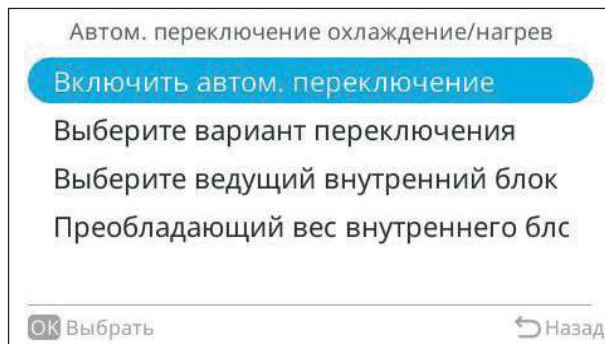 Автом. переключение охлаждение/нагрев
Включить автом. переключение
Выберите вариант переключения
Выберите ведущий внутренний блок
Преобладающий вес внутреннего блс
OK Выбрать
Назад